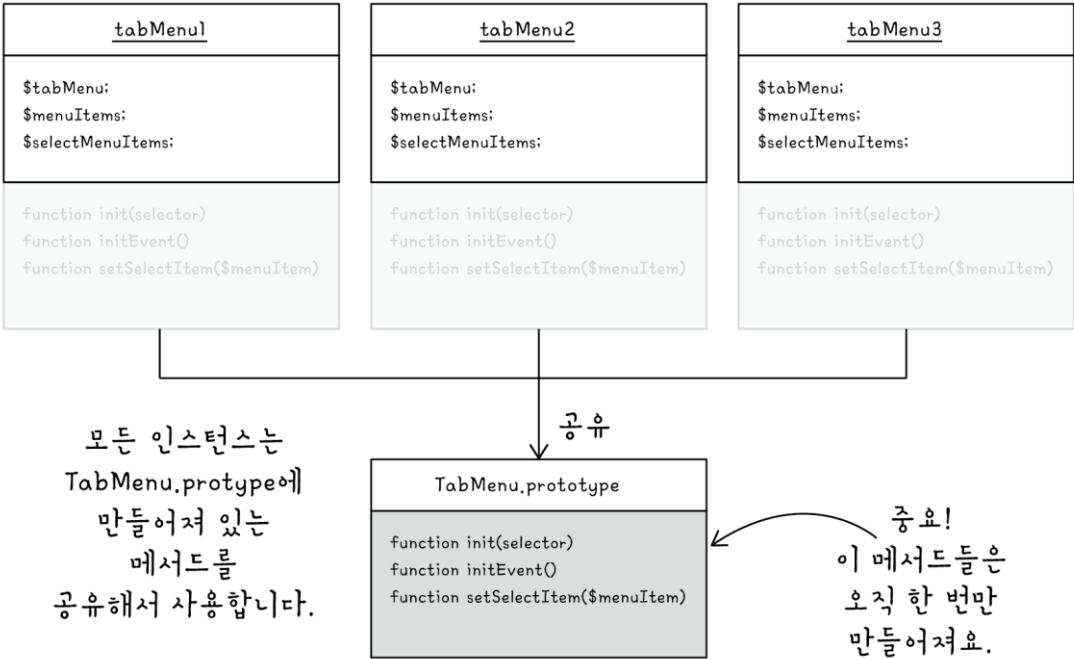 tabMenu1
$tabMenu;
$menuItems;
$selectMenuItems;
function init(selector)
function initEvent()
function setSelectItem($menuItem)
tabMenu2
$tabMenu;
$menuItems;
$selectMenuItems;
function init(selector)
function initEvent()
function setSelectItem($menuItem)
tabMenu3
$tabMenu;
$menuItems;
$selectMenuItems;
function init(selector)
function initEvent()
function setSelectItem($menuItem)
공유
모든 인스턴스는
TabMenu.protype에
만들어져 있는
메서드를
공유해서 사용합니다.
TabMenu.prototype
function init(selector)
function initEvent()
function setSelectItem($menuItem)
중요!
이 메서드들은
오직 한 번만
만들어져요.